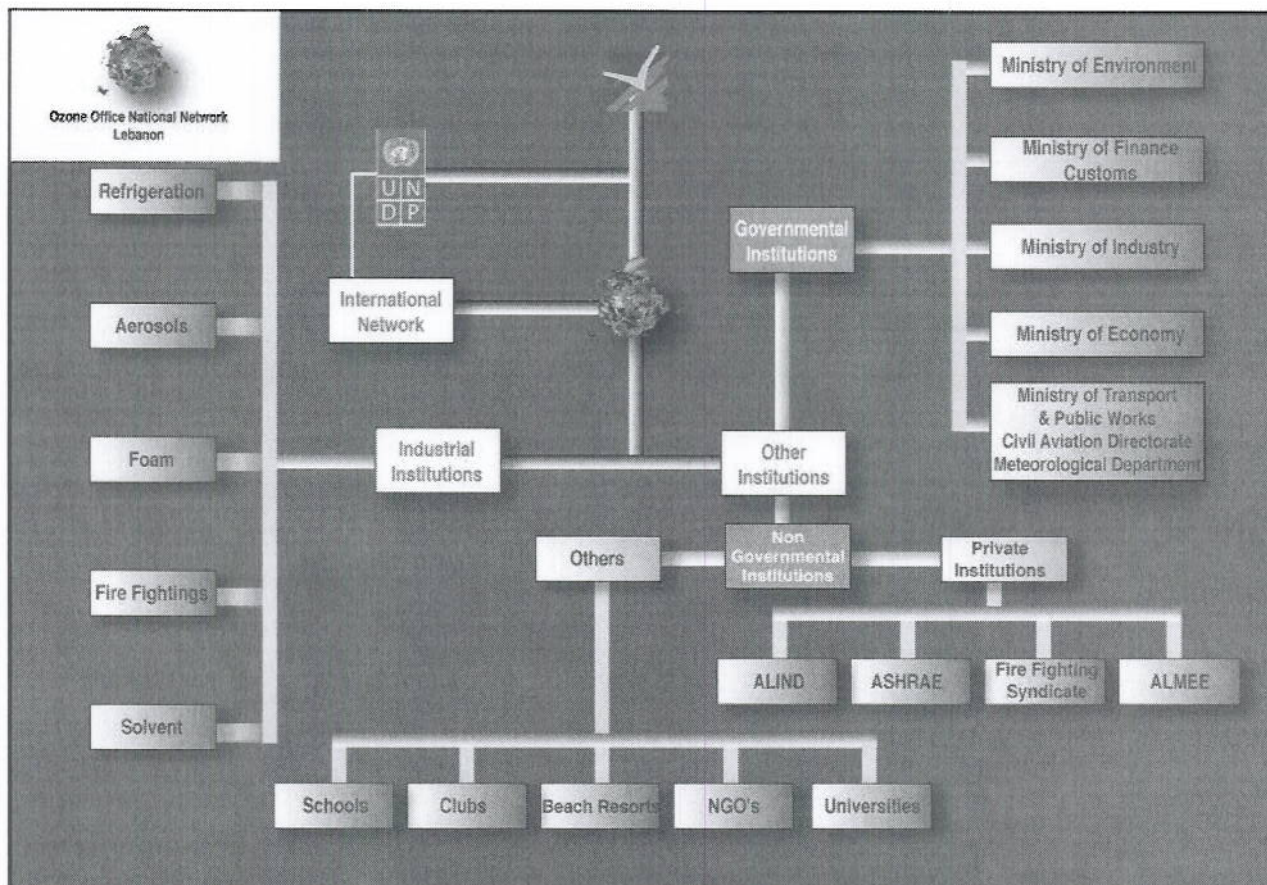 Ozone Office National Network
Lebanon
Refrigeration
Aerosols
Foam
Fire Fightings
Solvent
U N
D P
International
Network
Industrial
Institutions
Governmental
Institutions
Other
Institutions
Non
Governmental
Institutions
Others
Private
Institutions
Ministry of Environment
Ministry of Finance
Customs
Ministry of Industry
Ministry of Economy
Ministry of Transport
& Public Works
Civil Aviation Directorate
Meteorological Department
ALIND
ASHRAE
Fire Fighting
Syndicate
ALMEE
Schools
Clubs
Beach Resorts
NGO's
Universities